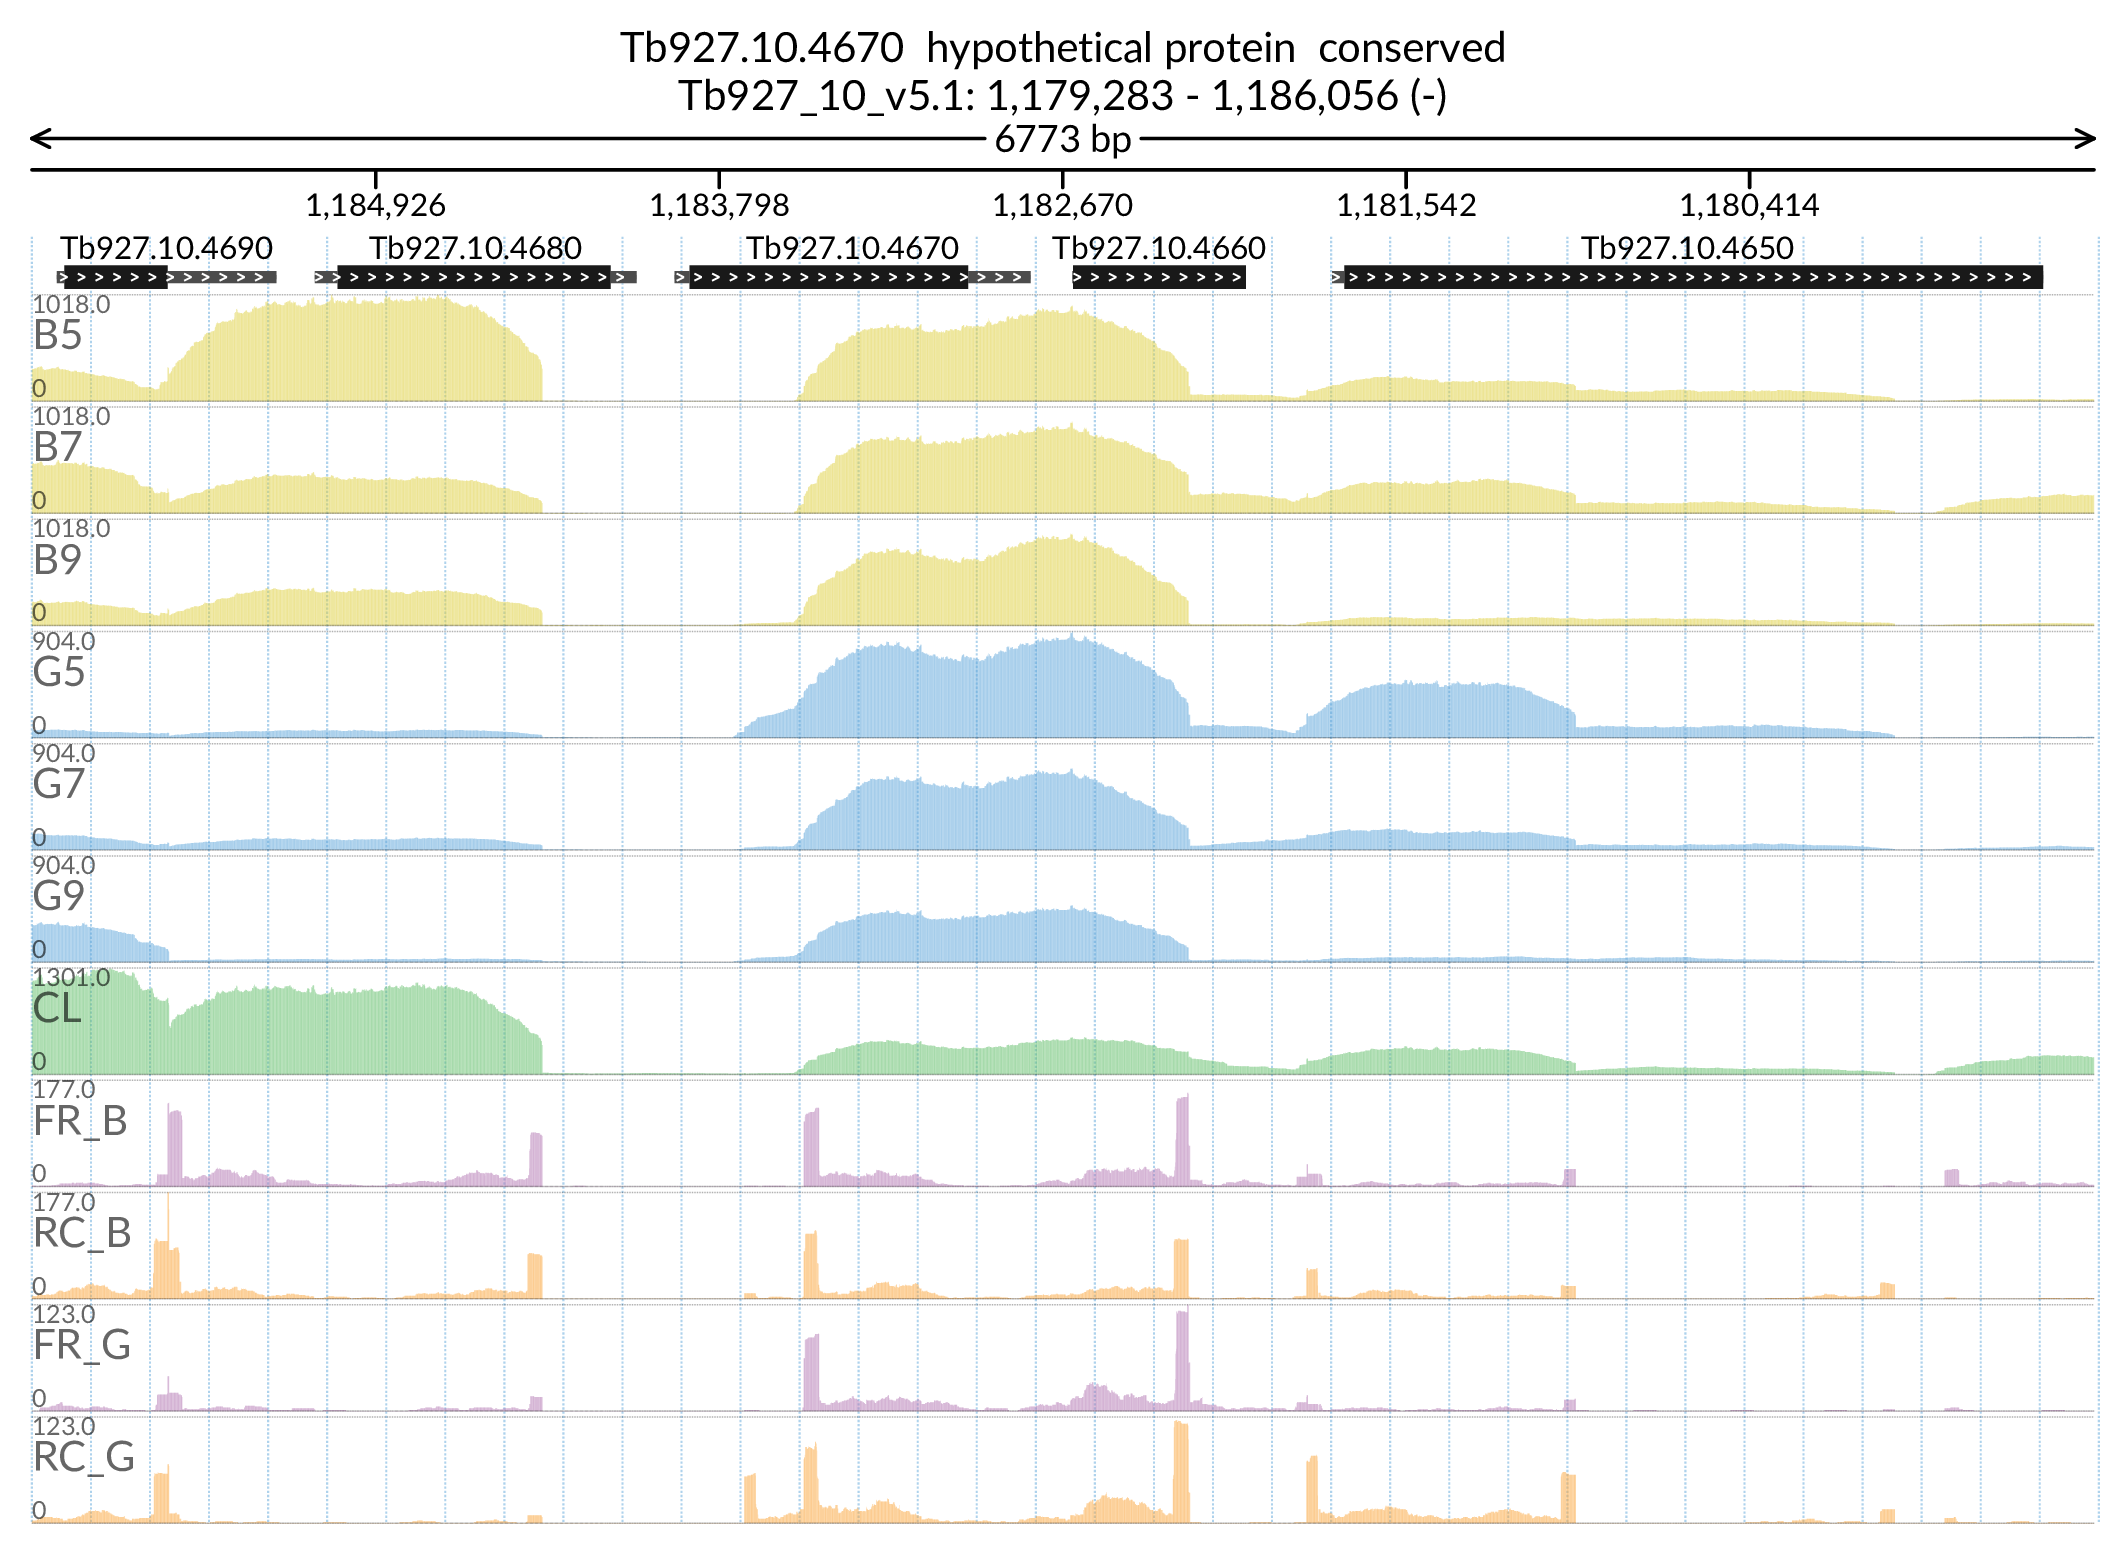 Tb927.10.4670 hypothetical protein conserved
Tb927_10_v5.1: 1,179,283 - 1,186,056 (-)
6773 bp
1,184,926 1,183,798 1,182,670 1,181,542 1,180,414
Tb927.10.4690 Tb927.10.4680 Tb927.10.4670 Tb927.10.4660 Tb927.10.4650
1018.0
B5
0
1018.0
B7
0
1018.0
B9
0
904.0
G5
0
904.0
G7
0
904.0
G9
0
1301.0
CL
0
177.0
FR_B
0
177.0
RC_B
0
123.0
FR_G
0
123.0
RC_G
0